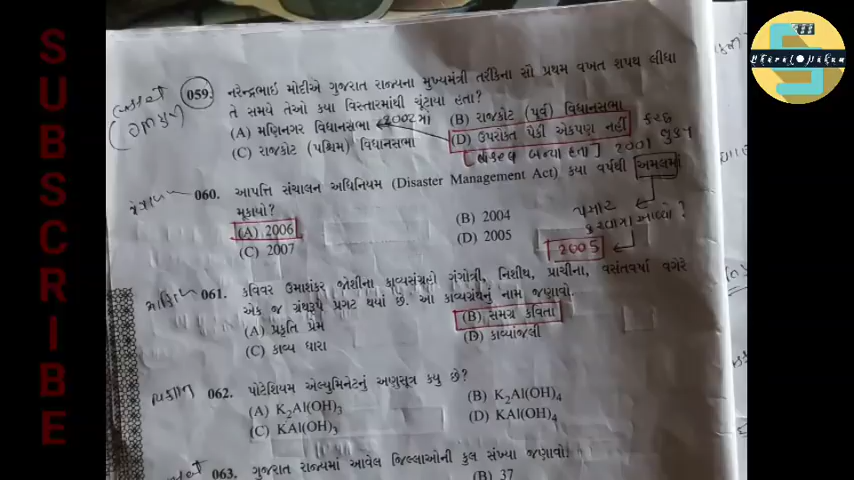 SUBSCRIBE
059. નરેન્દ્રભાઈ મોદીએ ગુજરાત રાજ્યના મુખ્યમંત્રી તરીકેના સૌ પ્રથમ વખત શપથ લીધા
તે સમયે તેઓ કયા વિસ્તારમાંથી ચૂંટાયા હતા?
(A) મણિનગર વિધાનસભા 2002માં
(B) રાજકોટ (પૂર્વ) વિધાનસભા
(C) રાજકોટ (પશ્ચિમ) વિધાનસભા
(D) ઉપરોક્ત પૈકી એકપણ નહીં
2001
060. આપત્તિ સંચાલન અધિનિયમ (Disaster Management Act) કયા વર્ષથી અમલમાં
મૂકાયો?
(A) 2006
(B) 2004
(C) 2007
(D) 2005
2005
061. કવિવર ઉમાશંકર જોશીના કાવ્યસંગ્રહો ગંગોત્રી, નિશીથ, પ્રાચીના, વસંતવર્ષા વગેરે
એક જ ગ્રંથરૂપે પ્રગટ થયાં છે. આ કાવ્યગ્રંથનું નામ જણાવો.
(A) પ્રકૃતિ પ્રેમ
(B) સમગ્ર કવિતા
(C) કાવ્ય ધારા
(D) કાવ્યાંજલી
062. પોટેશિયમ એલ્યુમિનેટનું અણુસૂત્ર કયુ છે?
(A) K₂Al(OH)₃
(B) K₂Al(OH)₄
(C) KAl(OH)₃
(D) KAl(OH)₄
063. ગુજરાત રાજ્યમાં આવેલ જિલ્લાઓની કુલ સંખ્યા જણાવો.
(B) 37